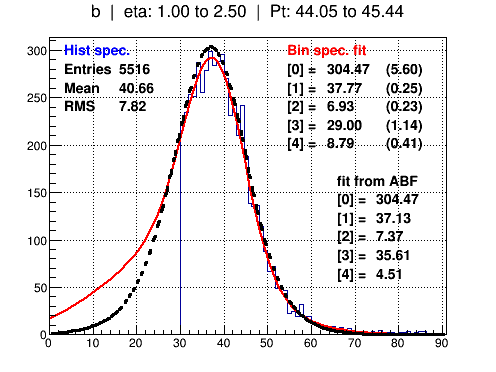 b | eta: 1.00 to 2.50 | Pt: 44.05 to 45.44
Hist spec.
Entries 5516
Mean 40.66
RMS 7.82
Bin spec. fit
[0] = 304.47 (5.60)
[1] = 37.77 (0.25)
[2] = 6.93 (0.23)
[3] = 29.00 (1.14)
[4] = 8.79 (0.41)
fit from ABF
[0] = 304.47
[1] = 37.13
[2] = 7.37
[3] = 35.61
[4] = 4.51
300
250
200
150
100
50
0
0 10 20 30 40 50 60 70 80 90